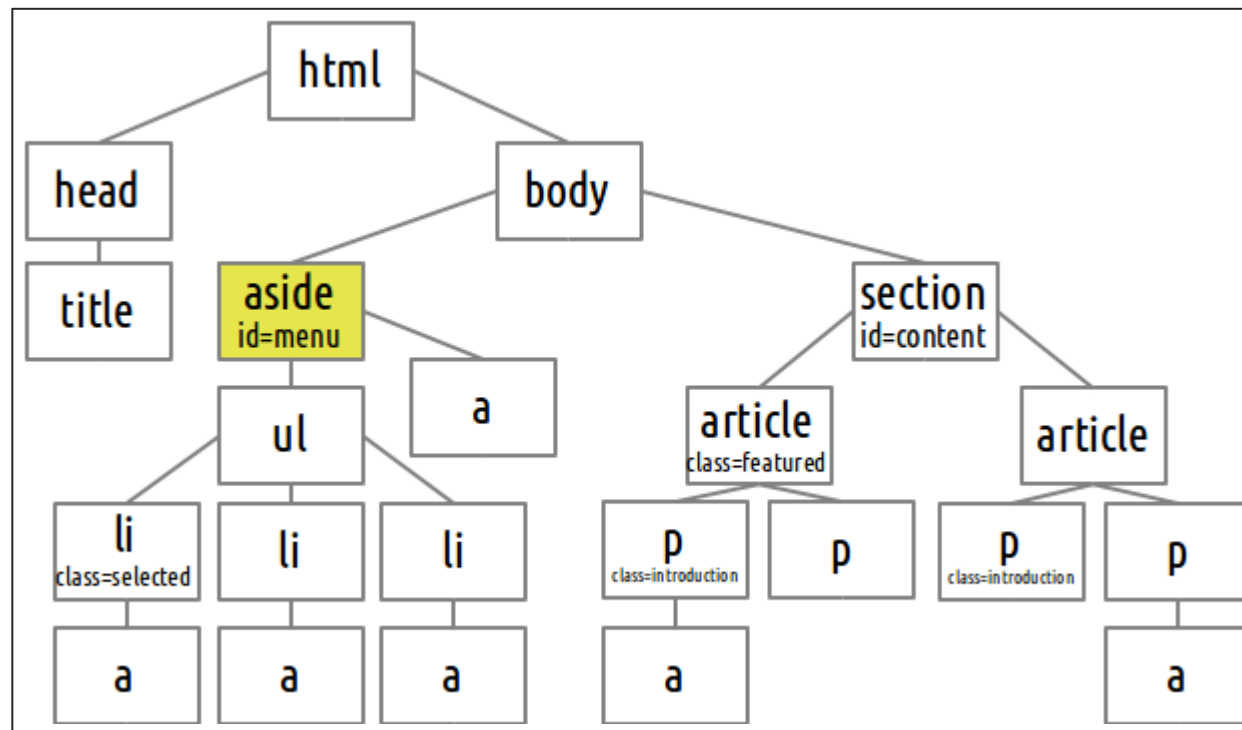 html
head
body
title
aside
id=menu
section
id=content
a
ul
article
class=featured
article
li
class=selected
li
li
p
class=introduction
p
p
class=introduction
p
a
a
a
a
a